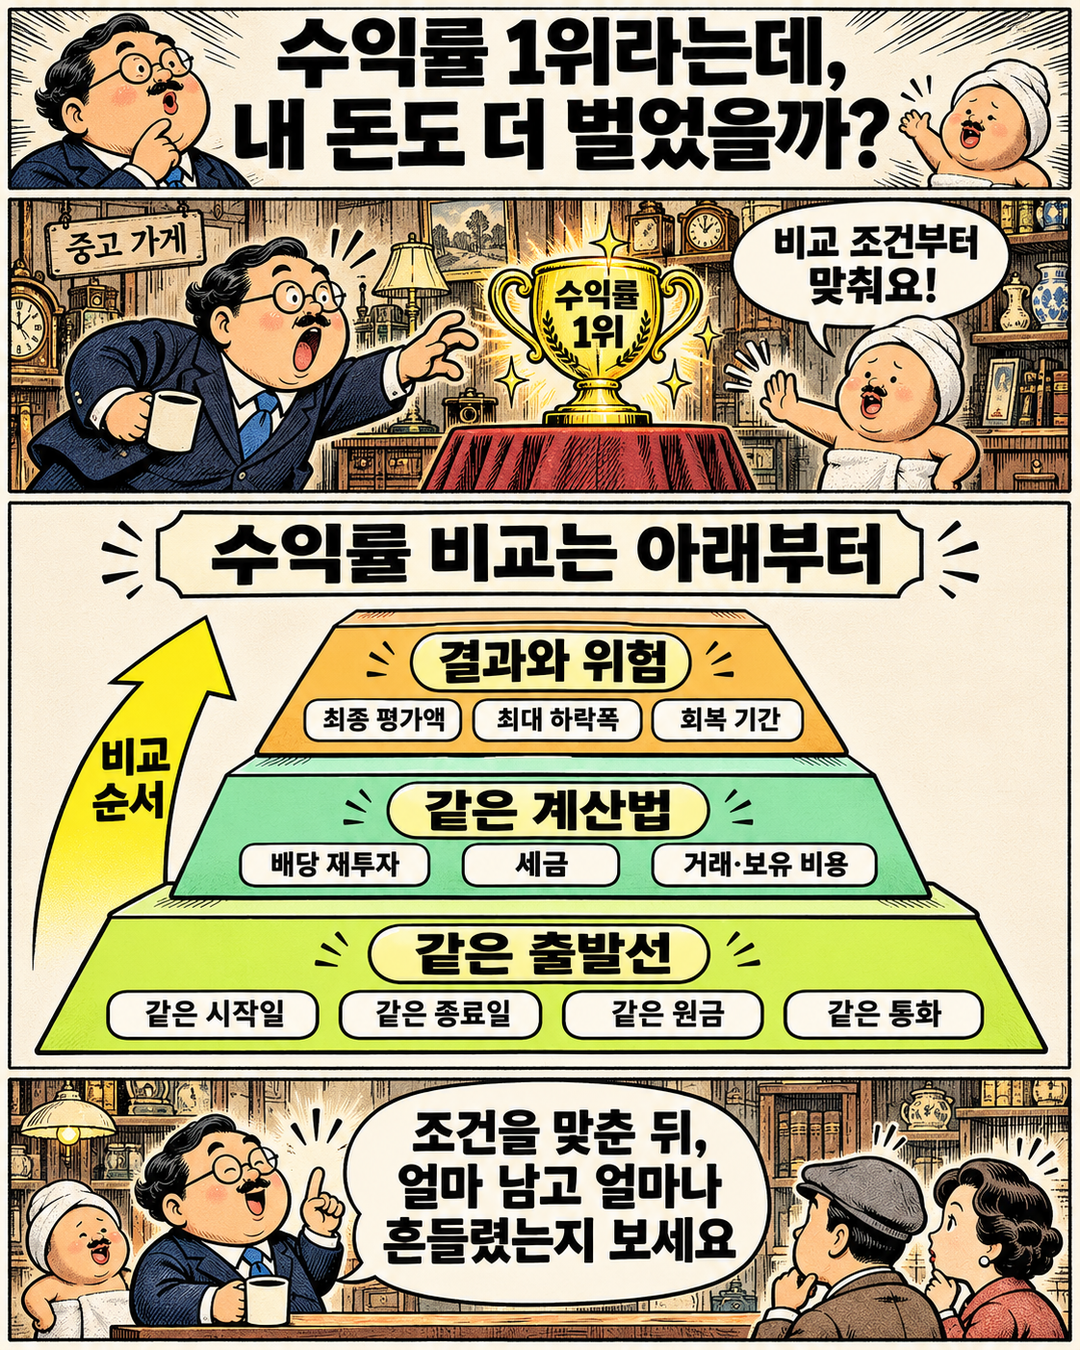 수익률 1위라는데,
내 돈도 더 벌었을까?
중고 가게
수익률
1위
비교 조건부터
맞춰요!
수익률 비교는 아래부터
비교
순서
결과와 위험
최종 평가액
최대 하락폭
회복 기간
같은 계산법
배당 재투자
세금
거래·보유 비용
같은 출발선
같은 시작일
같은 종료일
같은 원금
같은 통화
조건을 맞춘 뒤,
얼마 남고 얼마나
흔들렸는지 보세요